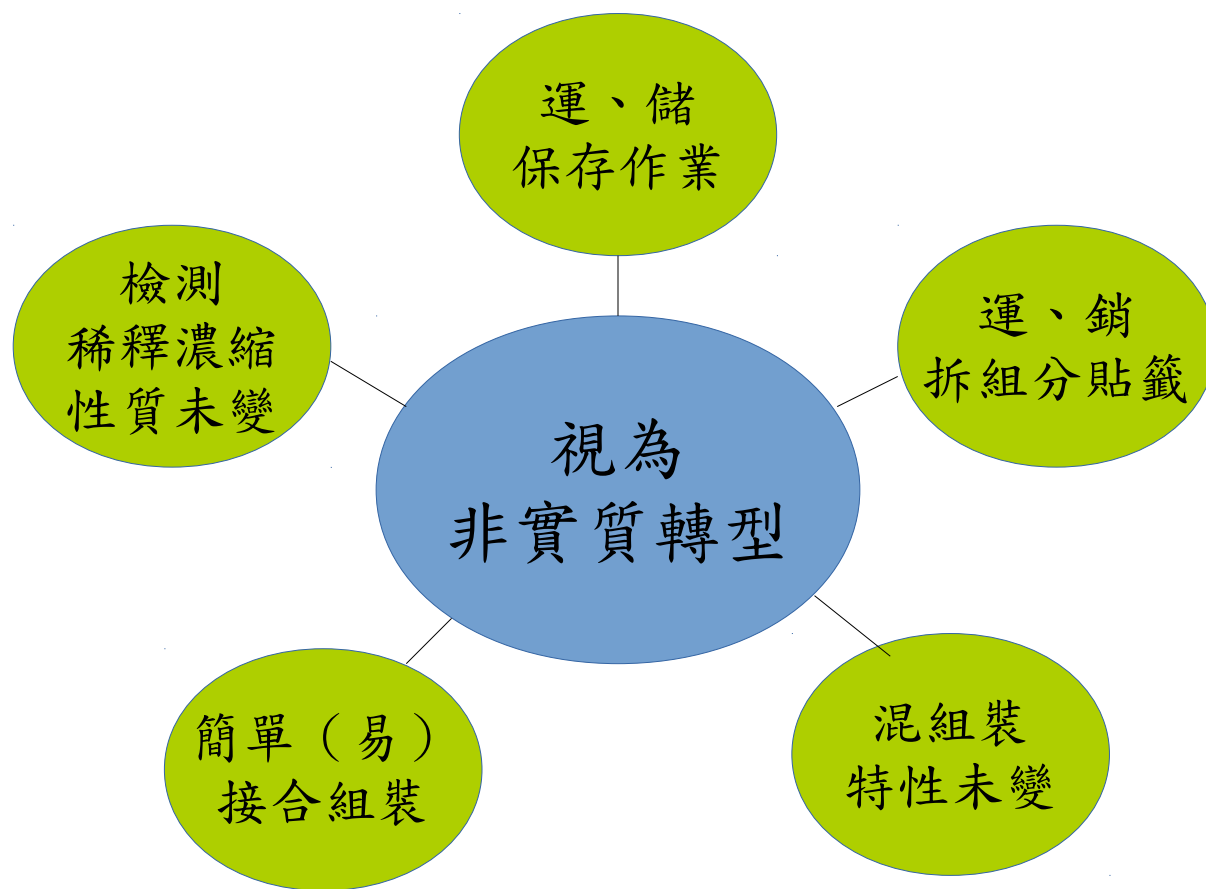 運、儲
保存作業
檢測
稀釋濃縮
性質未變
運、銷
拆組分貼籤
視為
非實質轉型
簡單（易）
接合組裝
混組裝
特性未變